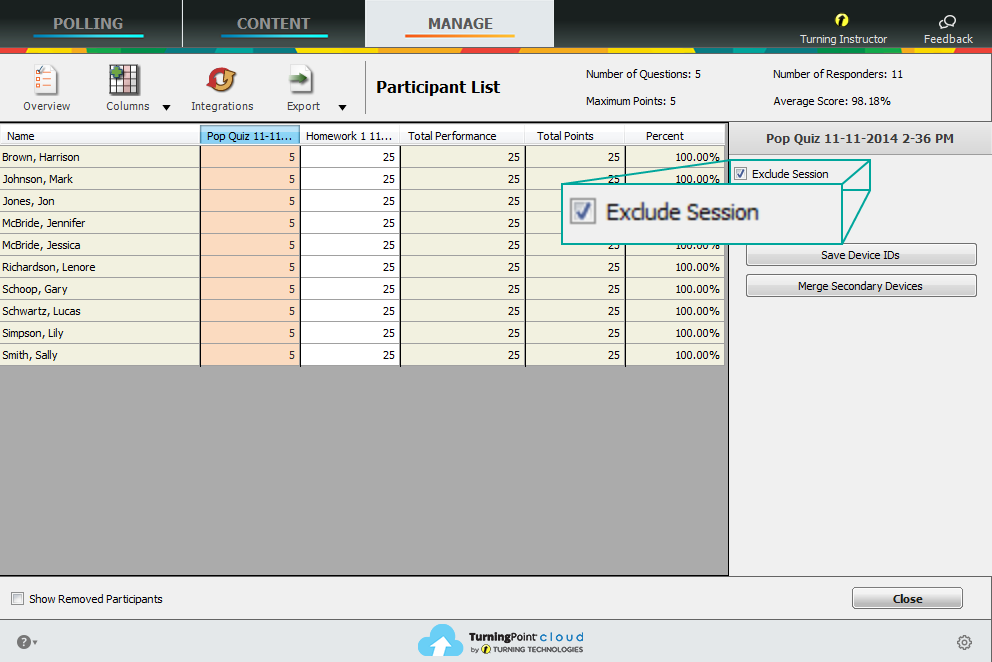 POLLING CONTENT MANAGE
Turning Instructor Feedback
Overview Columns Integrations Export
Participant List
Number of Questions: 5 Number of Responders: 11
Maximum Points: 5 Average Score: 98.18%
Name Pop Quiz 11-11... Homework 1 11... Total Performance Total Points Percent
Brown, Harrison 5 25 25 25 100.00%
Johnson, Mark 5 25 25 25 100.00%
Jones, Jon 5 25 25
McBride, Jennifer 5 25 25
McBride, Jessica 5 25 25 25 100.00%
Richardson, Lenore 5 25 25 25 100.00%
Schoop, Gary 5 25 25 25 100.00%
Schwartz, Lucas 5 25 25 25 100.00%
Simpson, Lily 5 25 25 25 100.00%
Smith, Sally 5 25 25 25 100.00%
Pop Quiz 11-11-2014 2-36 PM
Exclude Session
Exclude Session
Save Device IDs
Merge Secondary Devices
Show Removed Participants
Close
?
TurningPoint cloud
by TURNING TECHNOLOGIES